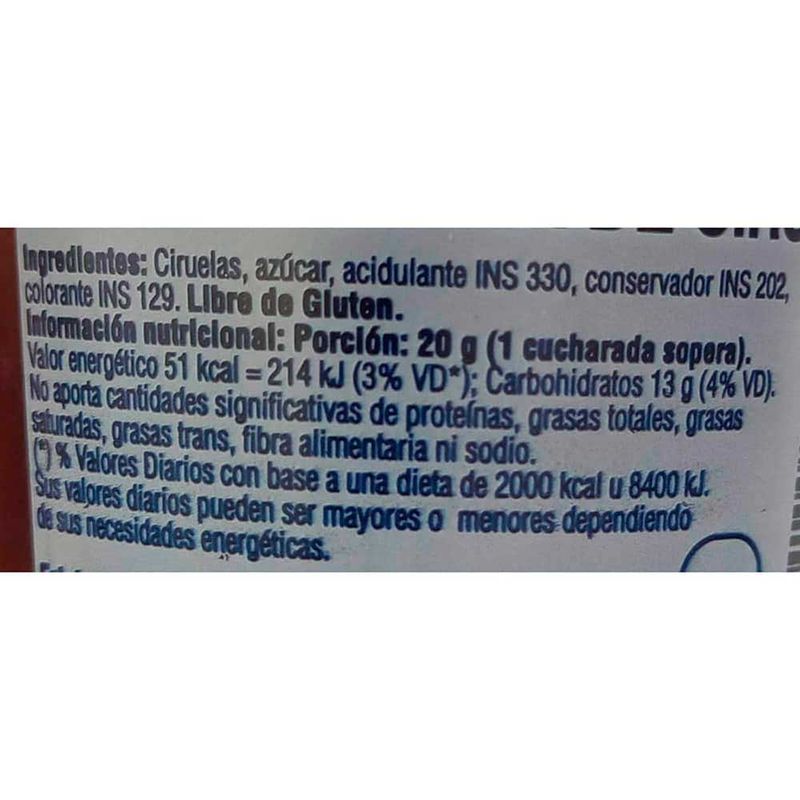 Ingredientes: Ciruelas, azúcar, acidulante INS 330, conservador INS 202,
colorante INS 129. Libre de Gluten.
Información nutricional: Porción: 20 g (1 cucharada sopera).
Valor energético 51 kcal = 214 kJ (3% VD*); Carbohidratos 13 g (4% VD).
No aporta cantidades significativas de proteínas, grasas totales, grasas
saturadas, grasas trans, fibra alimentaria ni sodio.
(*) % Valores Diarios con base a una dieta de 2000 kcal u 8400 kJ.
Sus valores diarios pueden ser mayores o menores dependiendo
de sus necesidades energéticas.